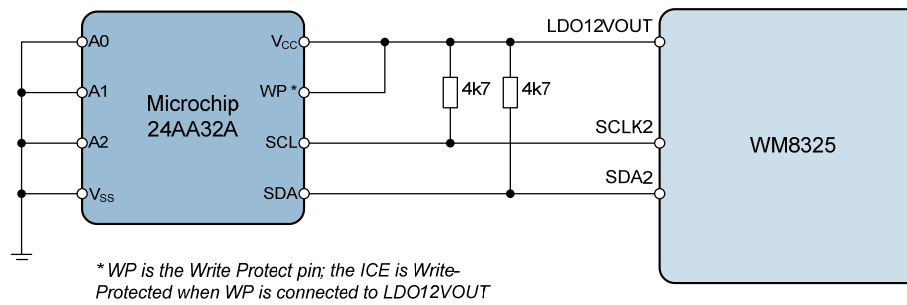 LDO12VOUT
A0
VCC
A1
WP *
4k7
4k7
Microchip
24AA32A
SCLK2
A2
SCL
WM8325
SDA2
VSS
SDA
* WP is the Write Protect pin; the ICE is Write-
Protected when WP is connected to LDO12VOUT